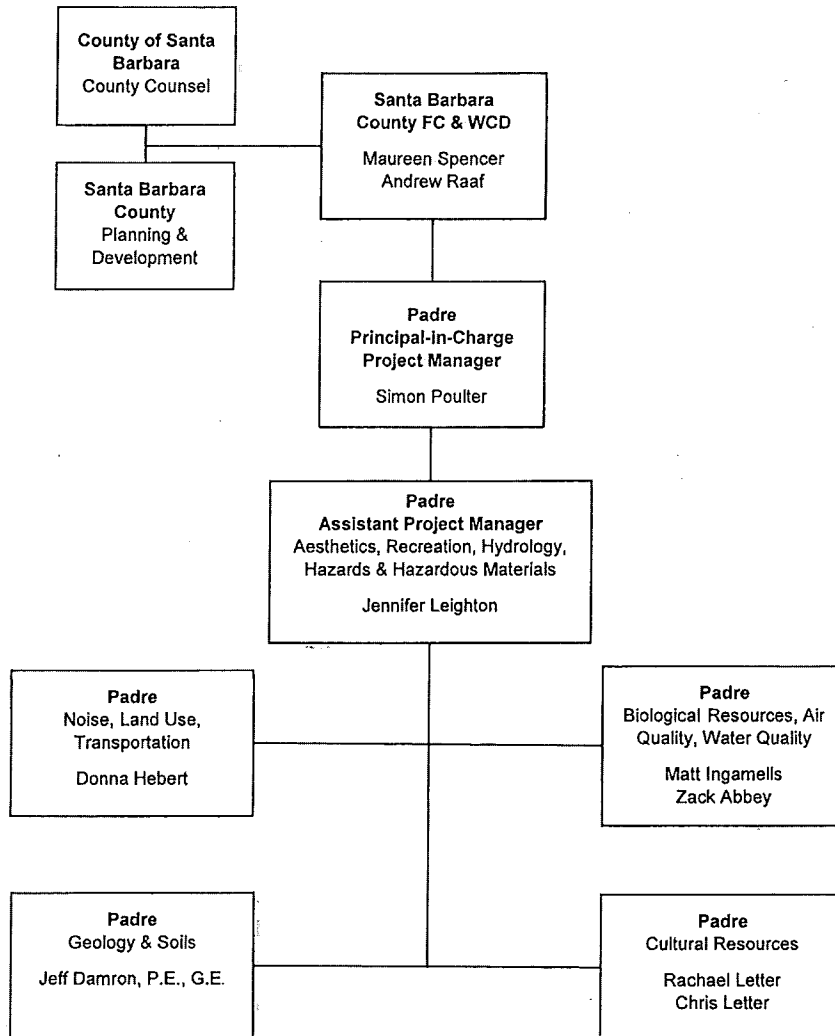 County of Santa
Barbara
County Counsel
Santa Barbara
County FC & WCD
Maureen Spencer
Andrew Raaf
Santa Barbara
County
Planning &
Development
Padre
Principal-in-Charge
Project Manager
Simon Poulter
Padre
Assistant Project Manager
Aesthetics, Recreation, Hydrology,
Hazards & Hazardous Materials
Jennifer Leighton
Padre
Noise, Land Use,
Transportation
Donna Hebert
Padre
Biological Resources, Air
Quality, Water Quality
Matt Ingamells
Zack Abbey
Padre
Geology & Soils
Jeff Damron, P.E., G.E.
Padre
Cultural Resources
Rachael Letter
Chris Letter